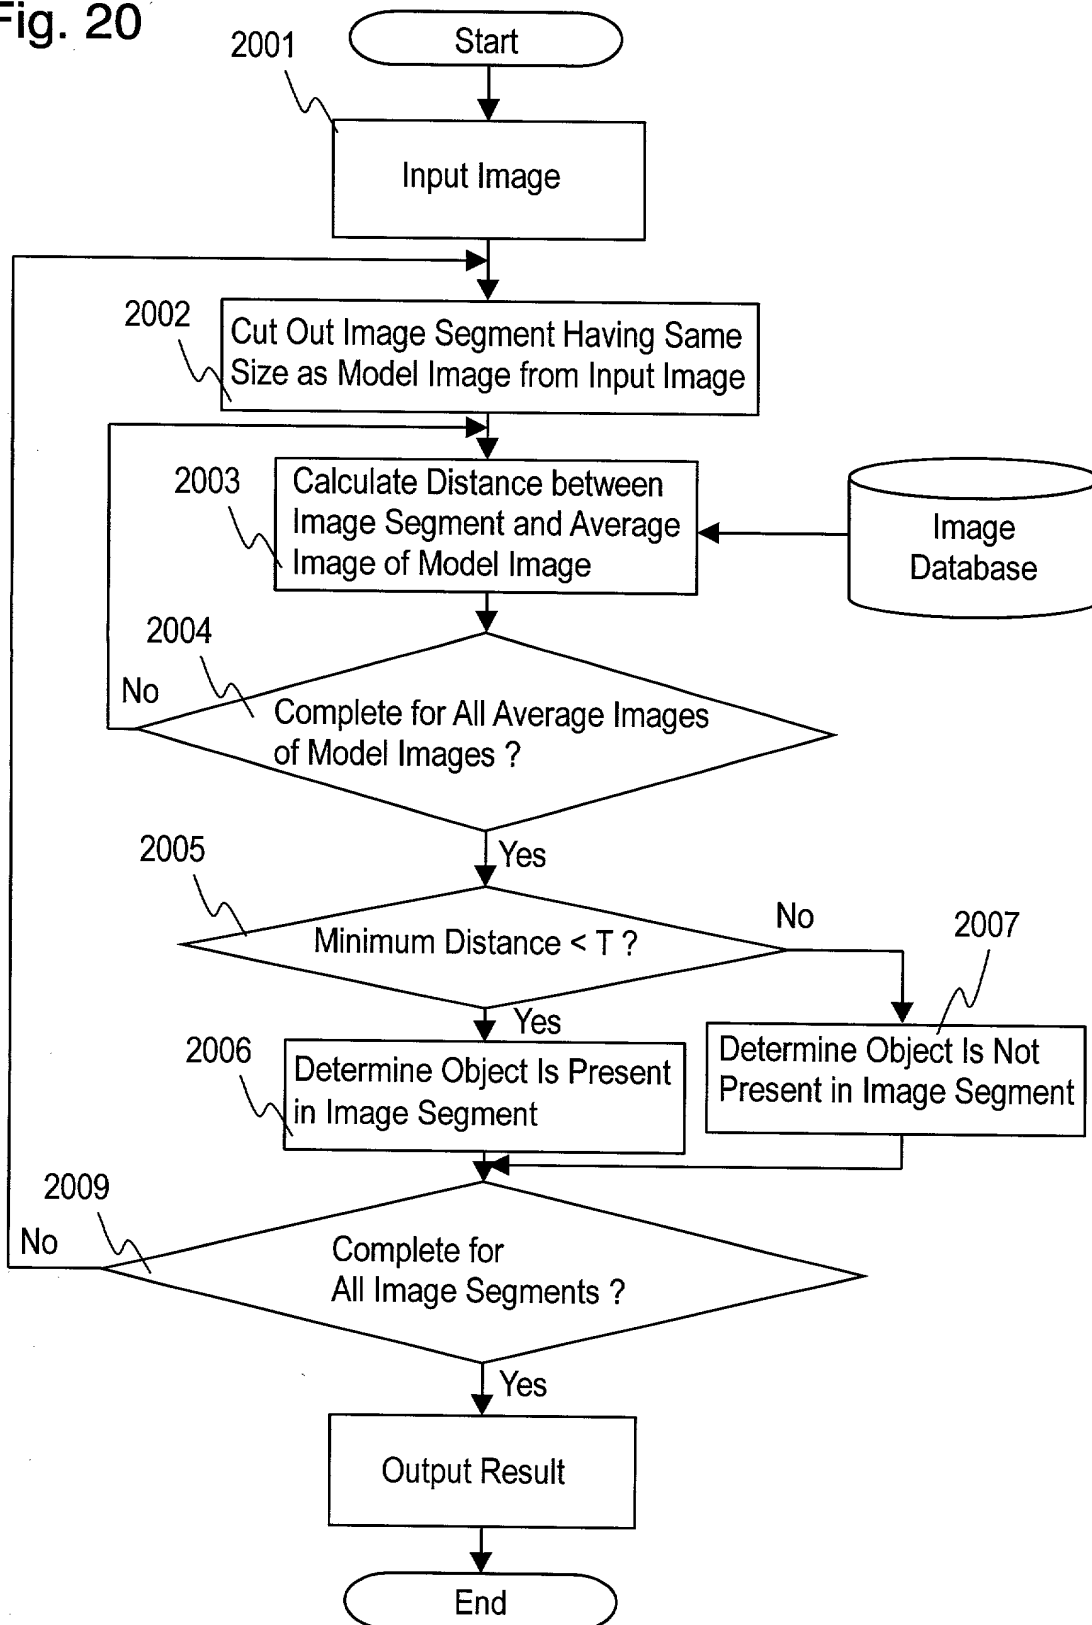 Fig. 20
Start
2001
Input Image
2002
Cut Out Image Segment Having Same
Size as Model Image from Input Image
2003
Calculate Distance between
Image Segment and Average
Image of Model Image
Image
Database
2004
No
Complete for All Average Images
of Model Images ?
Yes
2005
Minimum Distance < T ?
No
2007
Yes
2006
Determine Object Is Present
in Image Segment
Determine Object Is Not
Present in Image Segment
2009
No
Complete for
All Image Segments ?
Yes
Output Result
End